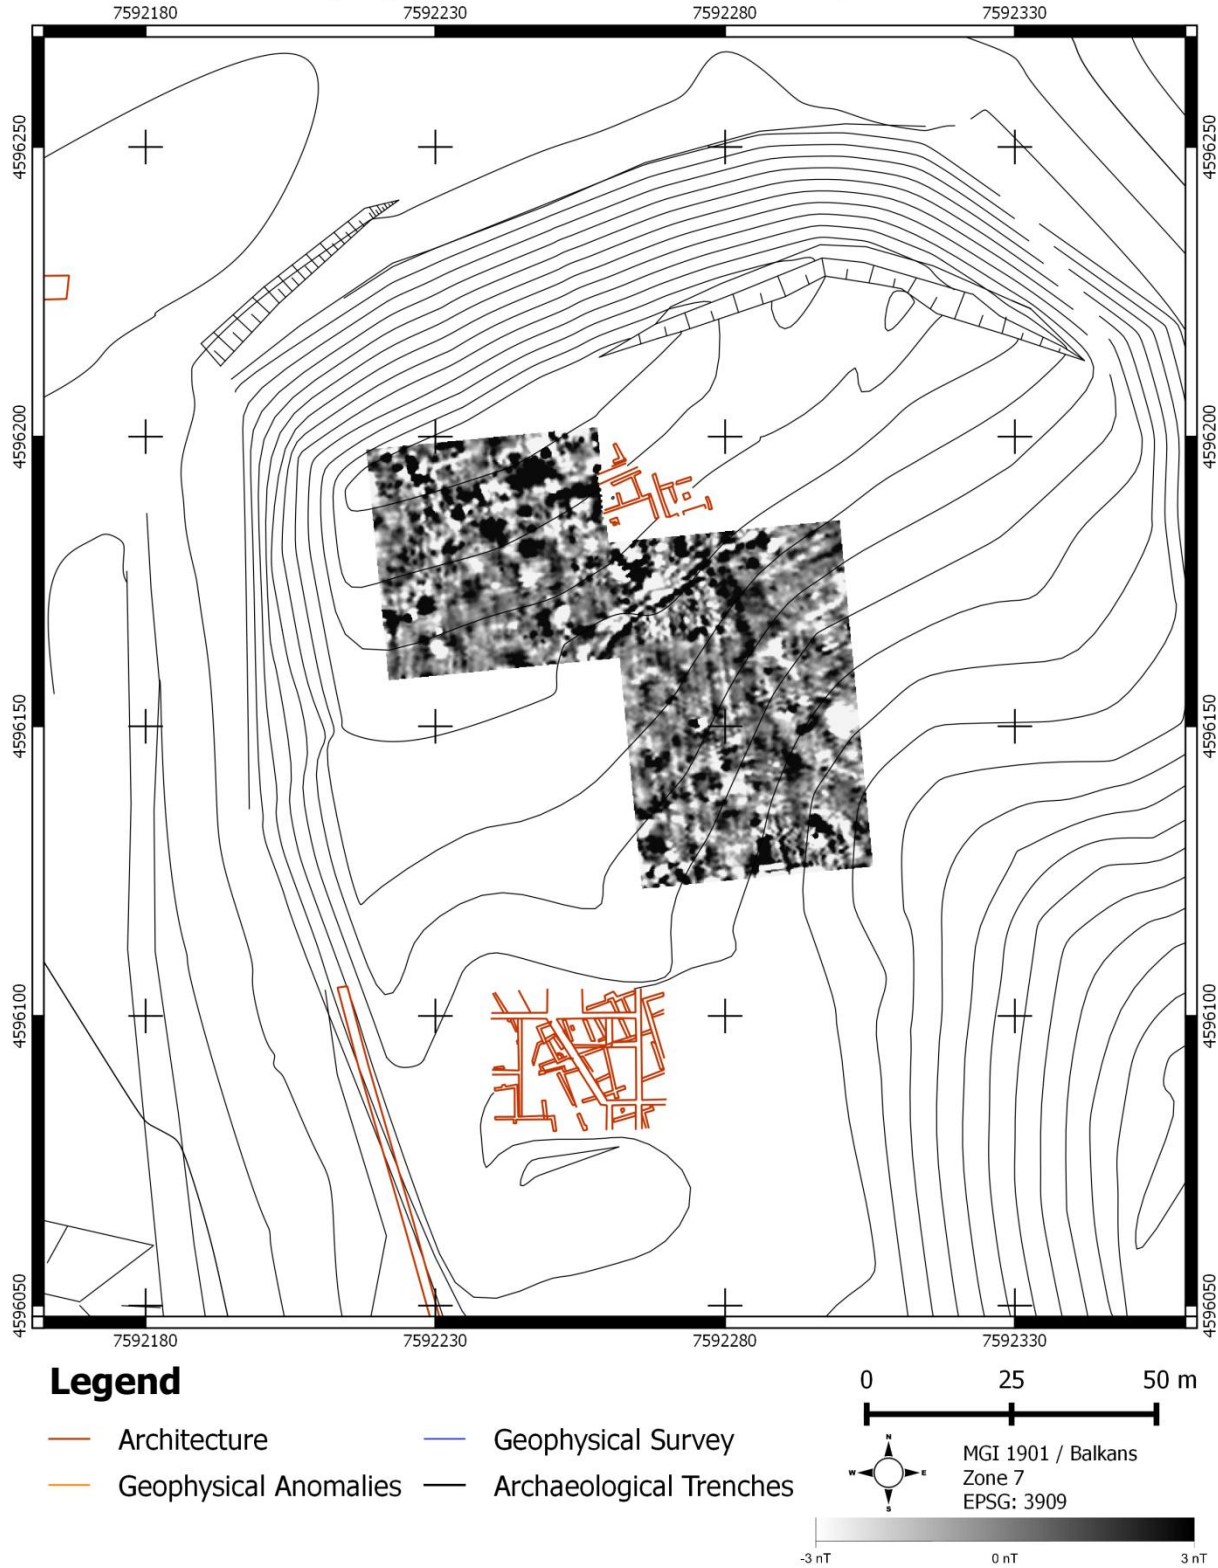 7592180 7592230 7592280 7592330
4596250 4596250
4596200 4596200
4596150 4596150
4596100 4596100
4596050 4596050
7592180 7592230 7592280 7592330
Legend
Architecture
Geophysical Survey
Geophysical Anomalies
Archaeological Trenches
0 25 50 m
N
W E
S
MGI 1901 / Balkans
Zone 7
EPSG: 3909
-3 nT 0 nT 3 nT